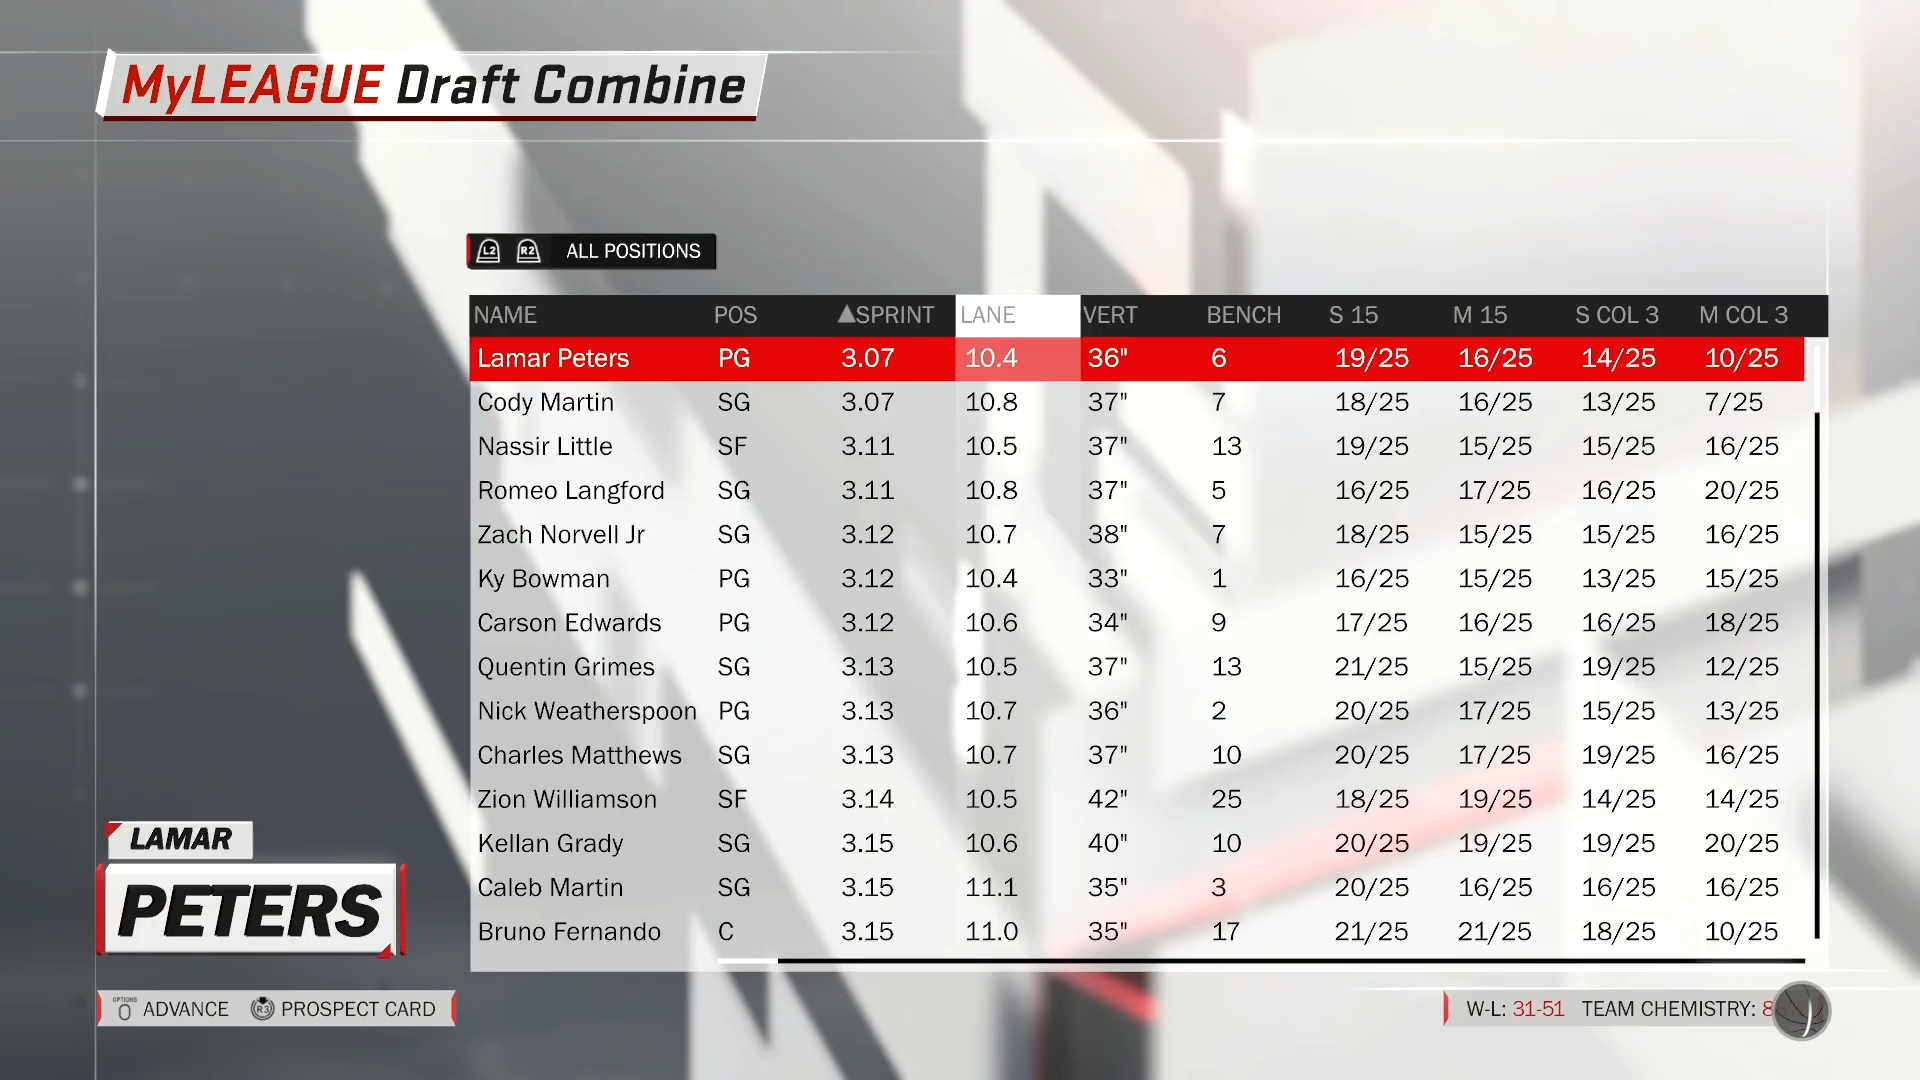 MyLEAGUE Draft Combine
L2 R2 ALL POSITIONS
NAME POS ▲SPRINT LANE VERT BENCH S 15 M 15 S COL 3 M COL 3
Lamar Peters PG 3.07 10.4 36" 6 19/25 16/25 14/25 10/25
Cody Martin SG 3.07 10.8 37" 7 18/25 16/25 13/25 7/25
Nassir Little SF 3.11 10.5 37" 13 19/25 15/25 15/25 16/25
Romeo Langford SG 3.11 10.8 37" 5 16/25 17/25 16/25 20/25
Zach Norvell Jr SG 3.12 10.7 38" 7 18/25 15/25 15/25 16/25
Ky Bowman PG 3.12 10.4 33" 1 16/25 15/25 13/25 15/25
Carson Edwards PG 3.12 10.6 34" 9 17/25 16/25 16/25 18/25
Quentin Grimes SG 3.13 10.5 37" 13 21/25 15/25 19/25 12/25
Nick Weatherspoon PG 3.13 10.7 36" 2 20/25 17/25 15/25 13/25
Charles Matthews SG 3.13 10.7 37" 10 20/25 17/25 19/25 16/25
Zion Williamson SF 3.14 10.5 42" 25 18/25 19/25 14/25 14/25
Kellan Grady SG 3.15 10.6 40" 10 20/25 19/25 19/25 20/25
Caleb Martin SG 3.15 11.1 35" 3 20/25 16/25 16/25 16/25
Bruno Fernando C 3.15 11.0 35" 17 21/25 21/25 18/25 10/25
LAMAR
PETERS
OPTIONS ADVANCE R3 PROSPECT CARD
W-L: 31-51 TEAM CHEMISTRY: